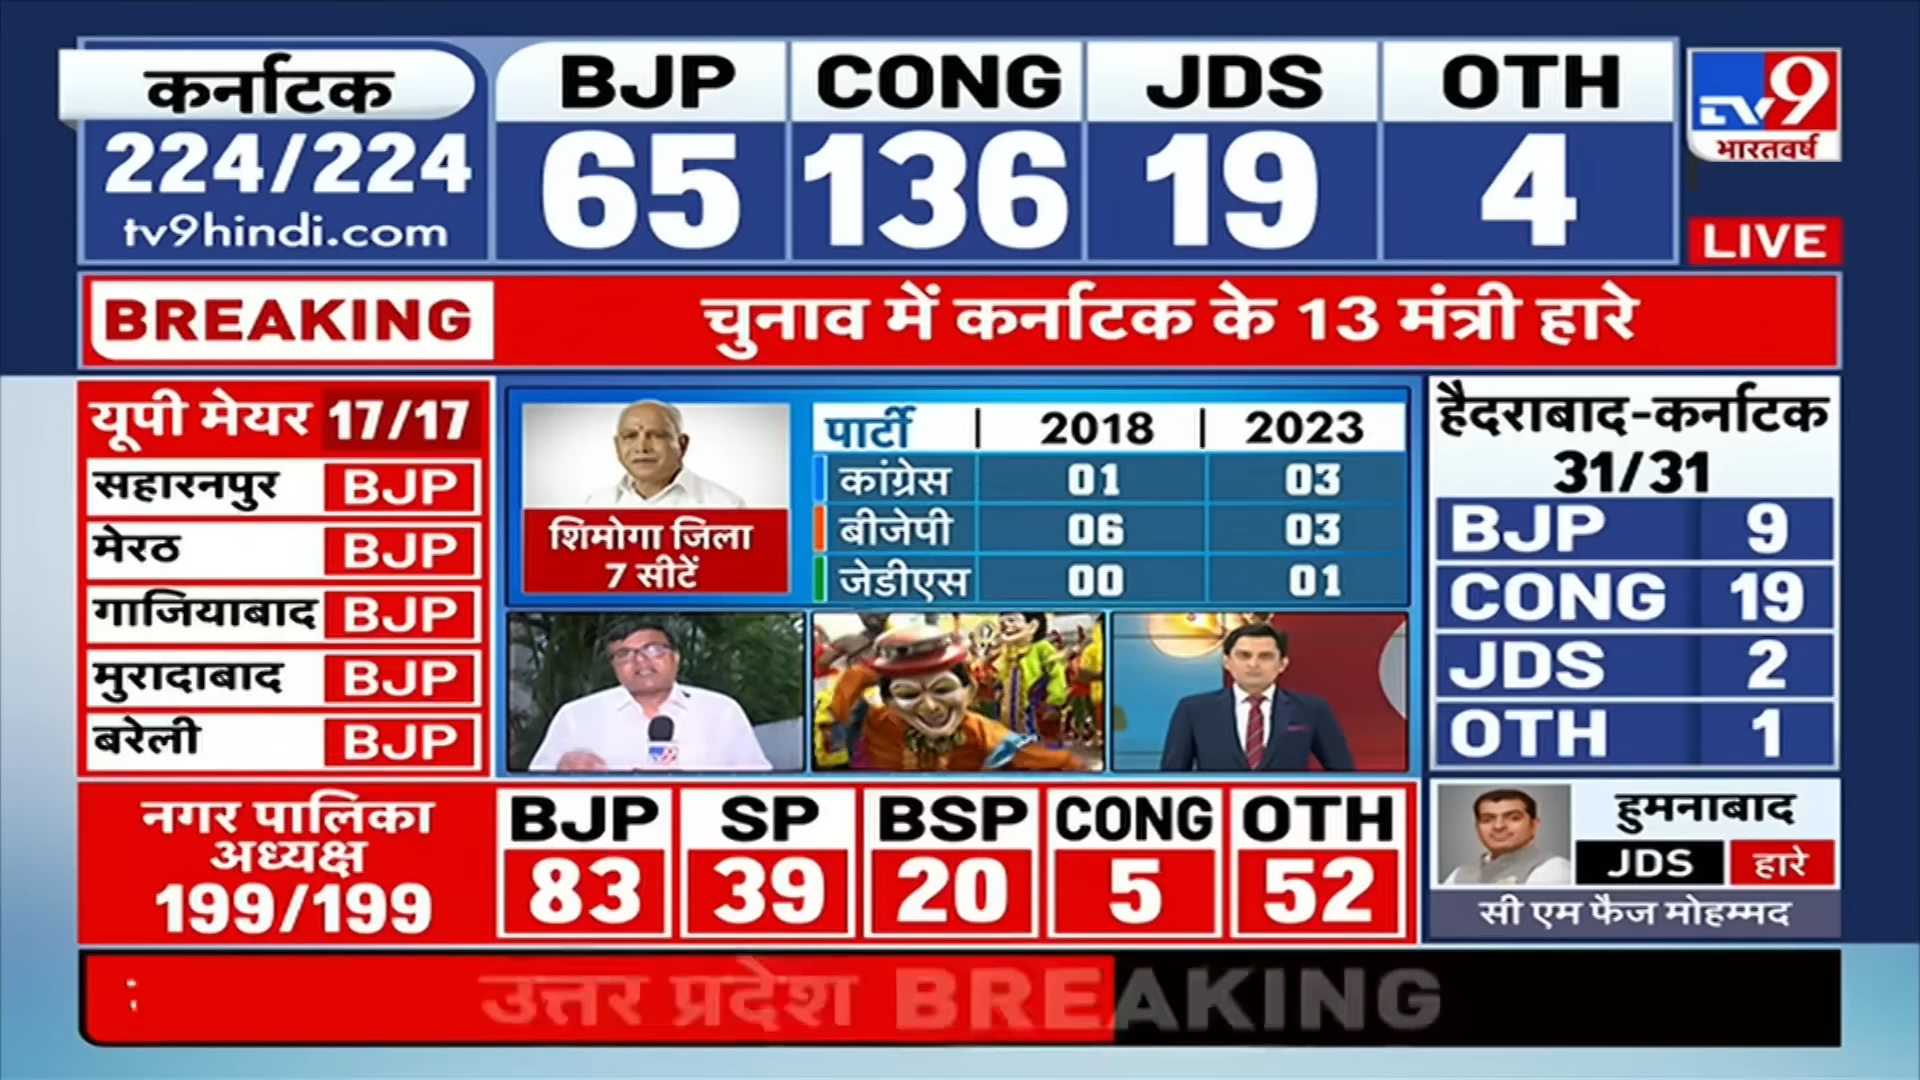 कर्नाटक
224/224
tv9hindi.com
BJP CONG JDS OTH
65 136 19 4
TV9
भारतवर्ष
LIVE
BREAKING
चुनाव में कर्नाटक के 13 मंत्री हारे
यूपी मेयर 17/17
सहारनपुर BJP
मेरठ BJP
गाजियाबाद BJP
मुरादाबाद BJP
बरेली BJP
शिमोगा जिला
7 सीटें
पार्टी | 2018 | 2023
कांग्रेस 01 03
बीजेपी 06 03
जेडीएस 00 01
TV9
हैदराबाद-कर्नाटक
31/31
BJP 9
CONG 19
JDS 2
OTH 1
नगर पालिका
अध्यक्ष
199/199
BJP SP BSP CONG OTH
83 39 20 5 52
हुमनाबाद
JDS हारे
सी एम फैज मोहम्मद
उत्तर प्रदेश BREAKING